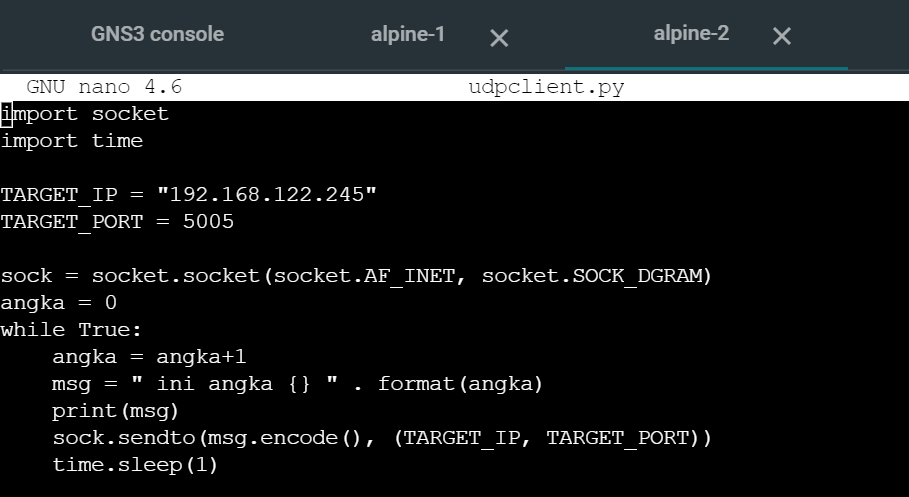 GNS3 console alpine-1 × alpine-2 ×
GNU nano 4.6 udpclient.py
import socket
import time
TARGET_IP = "192.168.122.245"
TARGET_PORT = 5005
sock = socket.socket(socket.AF_INET, socket.SOCK_DGRAM)
angka = 0
while True:
    angka = angka+1
    msg = " ini angka {} " . format(angka)
    print(msg)
    sock.sendto(msg.encode(), (TARGET_IP, TARGET_PORT))
    time.sleep(1)